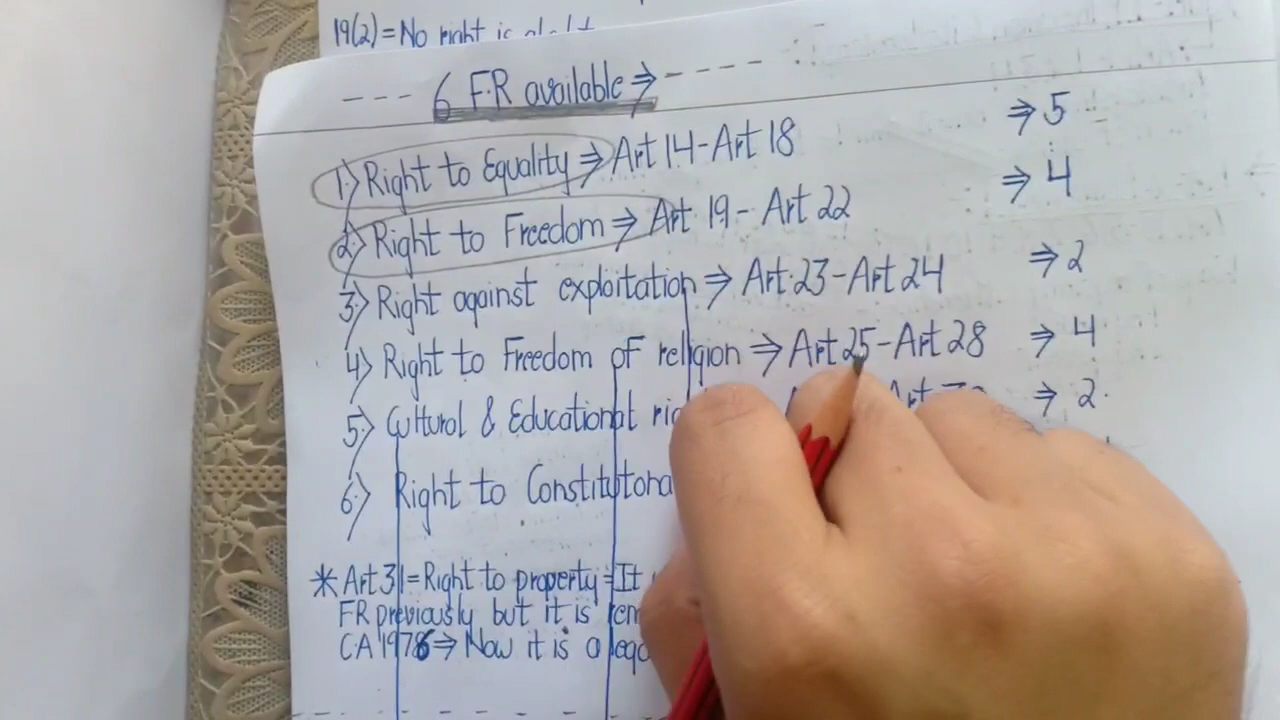 19(2) = No right is
--- 6 F.R available ⇒ ----
1) Right to Equality ⇒ Art 14 - Art 18 ⇒ 5
2) Right to Freedom ⇒ Art 19 - Art 22 ⇒ 4
3) Right against exploitation ⇒ Art. 23 - Art 24 ⇒ 2
4) Right to Freedom of religion ⇒ Art 25 - Art 28 ⇒ 4
5) Cultural & Educational ⇒ 2
6) Right to
* Art 31 = Right to property = It
FR previously but it is
C.A 1976 ⇒ Now it is a